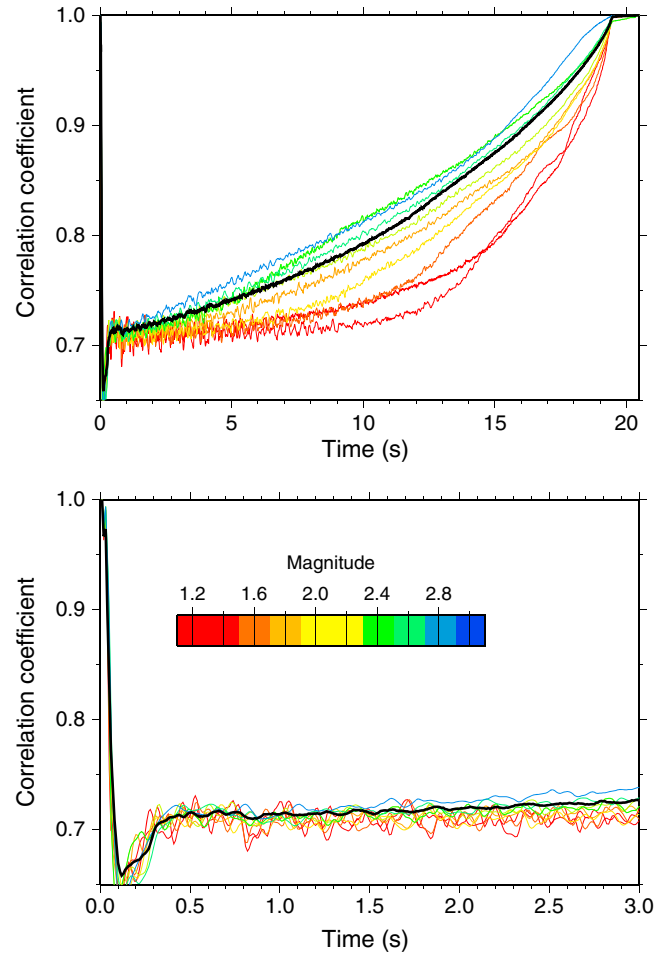 1.0
0.9
0.8
0.7
Correlation coefficient
0 5 10 15 20
Time (s)
1.0
0.9
0.8
0.7
Correlation coefficient
Magnitude
1.2 1.6 2.0 2.4 2.8
0.0 0.5 1.0 1.5 2.0 2.5 3.0
Time (s)